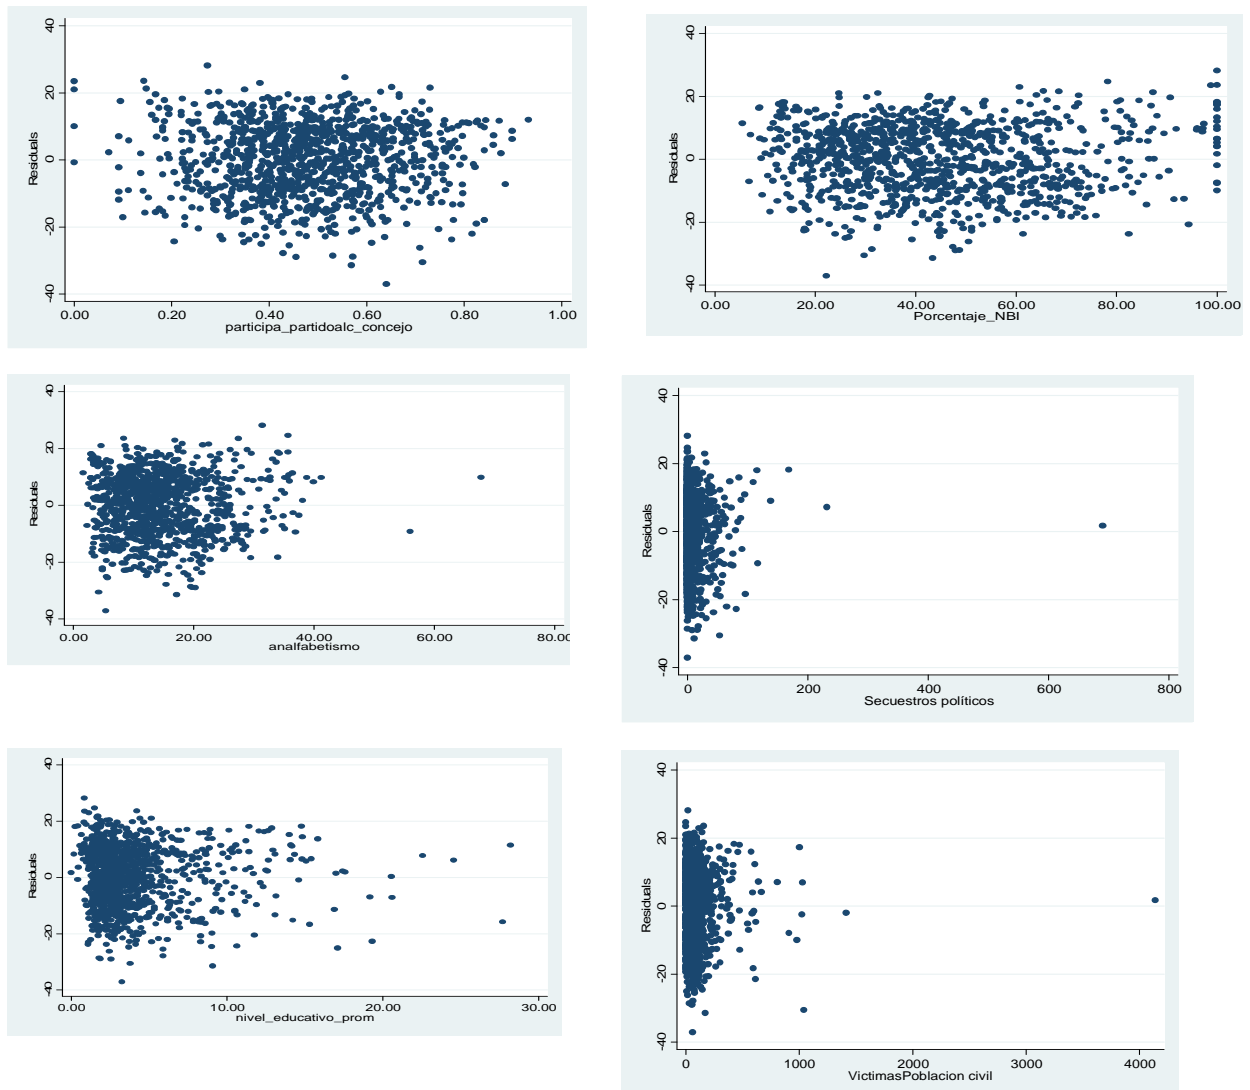 40
20
0
-20
-40
Residuals
0.00 0.20 0.40 0.60 0.80 1.00
participa_partidoalc_concejo
40
20
0
-20
-40
Residuals
0.00 20.00 40.00 60.00 80.00 100.00
Porcentaje_NBI
40
20
0
-20
-40
Residuals
0.00 20.00 40.00 60.00 80.00
analfabetismo
40
20
0
-20
-40
Residuals
0 200 400 600 800
Secuestros políticos
40
20
0
-20
-40
Residuals
0.00 10.00 20.00 30.00
nivel_educativo_prom
40
20
0
-20
-40
Residuals
0 1000 2000 3000 4000
VictimasPoblacion civil